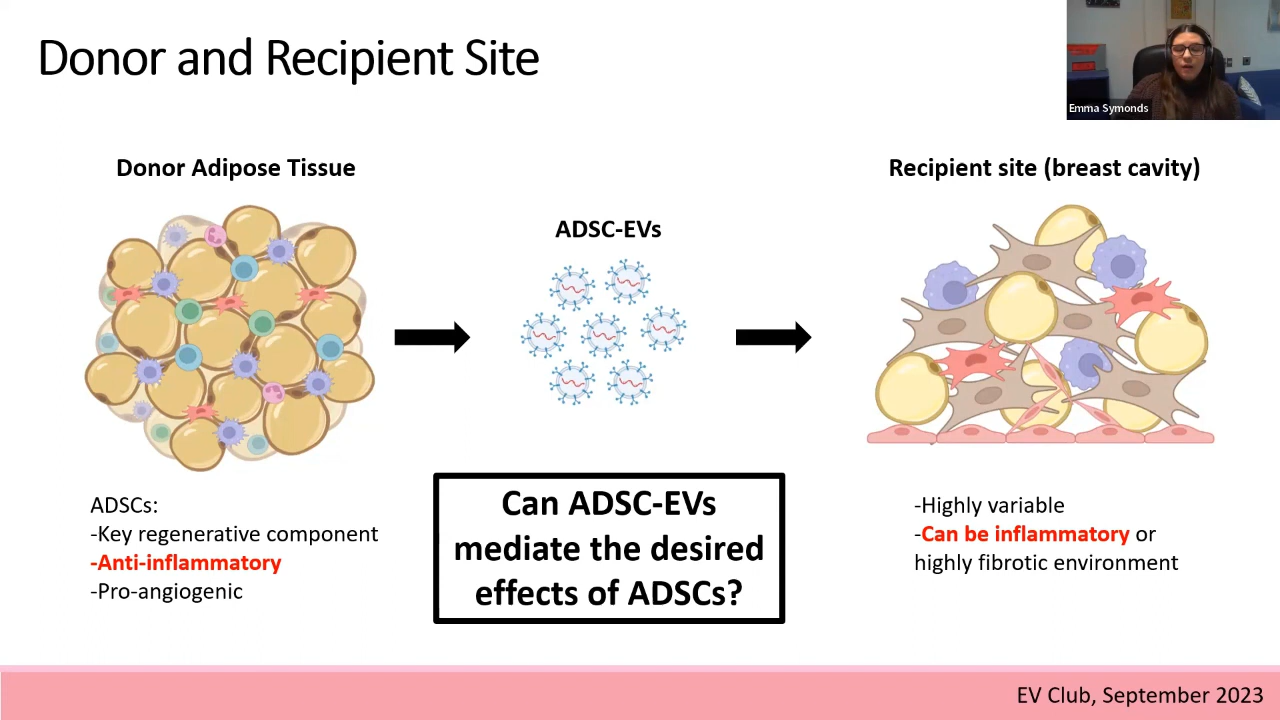 Donor and Recipient Site
Emma Symonds
Donor Adipose Tissue
ADSC-EVs
Recipient site (breast cavity)
ADSCs:
-Key regenerative component
-Anti-inflammatory
-Pro-angiogenic
Can ADSC-EVs
mediate the desired
effects of ADSCs?
-Highly variable
-Can be inflammatory or
highly fibrotic environment
EV Club, September 2023